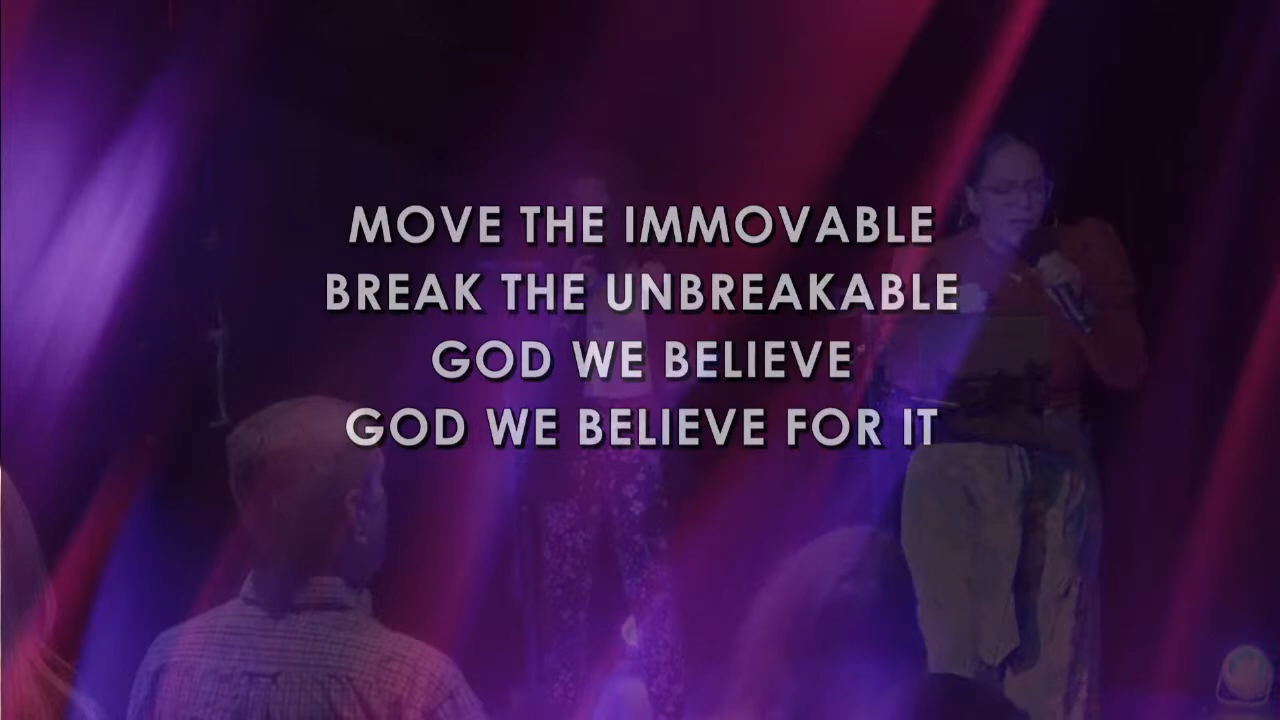 MOVE THE IMMOVABLE
BREAK THE UNBREAKABLE
GOD WE BELIEVE
GOD WE BELIEVE FOR IT